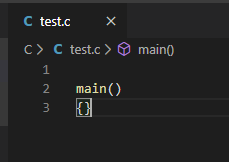 C test.c ×
C > C test.c > main()
1
2 main()
3 {}